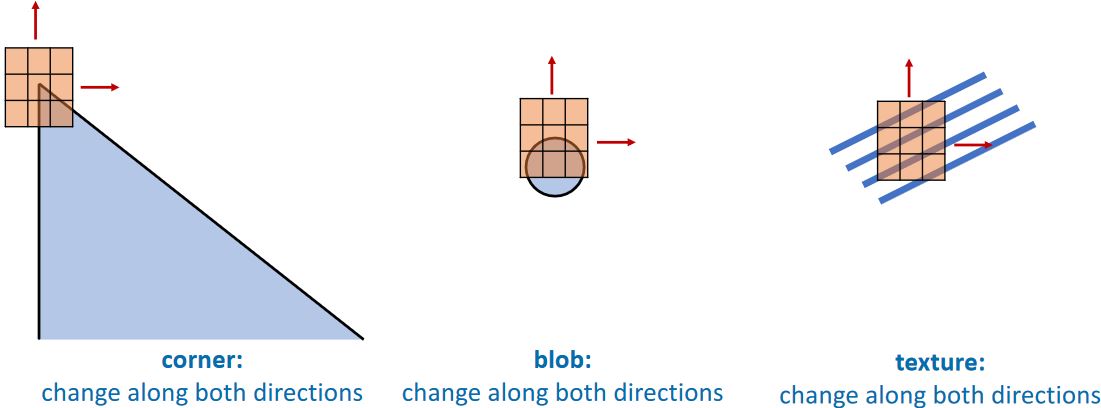 corner:
change along both directions
blob:
change along both directions
texture:
change along both directions